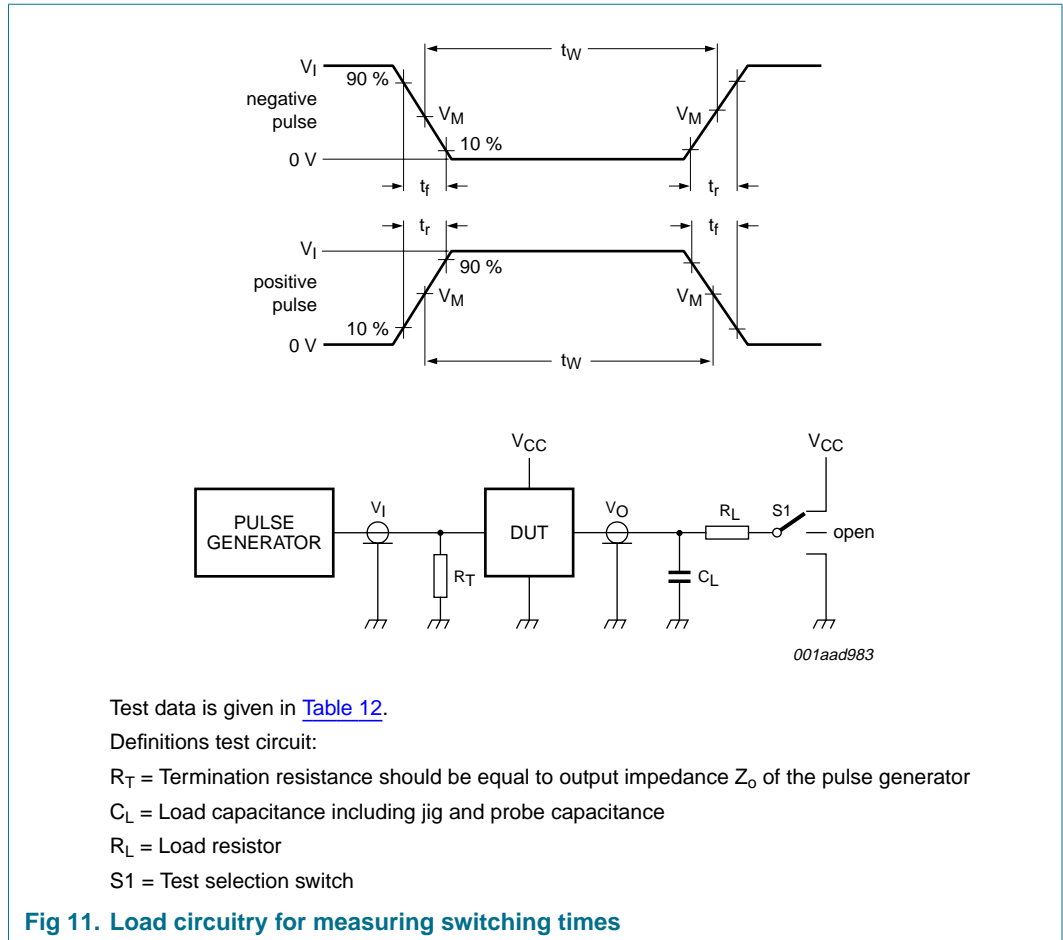 tW
VI
90 %
negative
pulse
VM
VM
10 %
0 V
tf
tr
tr
tf
VI
90 %
positive
pulse
VM
VM
10 %
0 V
tW
VCC
VCC
PULSE
GENERATOR
VI
DUT
VO
RL
S1
open
RT
CL
001aad983
Test data is given in Table 12.
Definitions test circuit:
RT = Termination resistance should be equal to output impedance Zo of the pulse generator
CL = Load capacitance including jig and probe capacitance
RL = Load resistor
S1 = Test selection switch
Fig 11. Load circuitry for measuring switching times